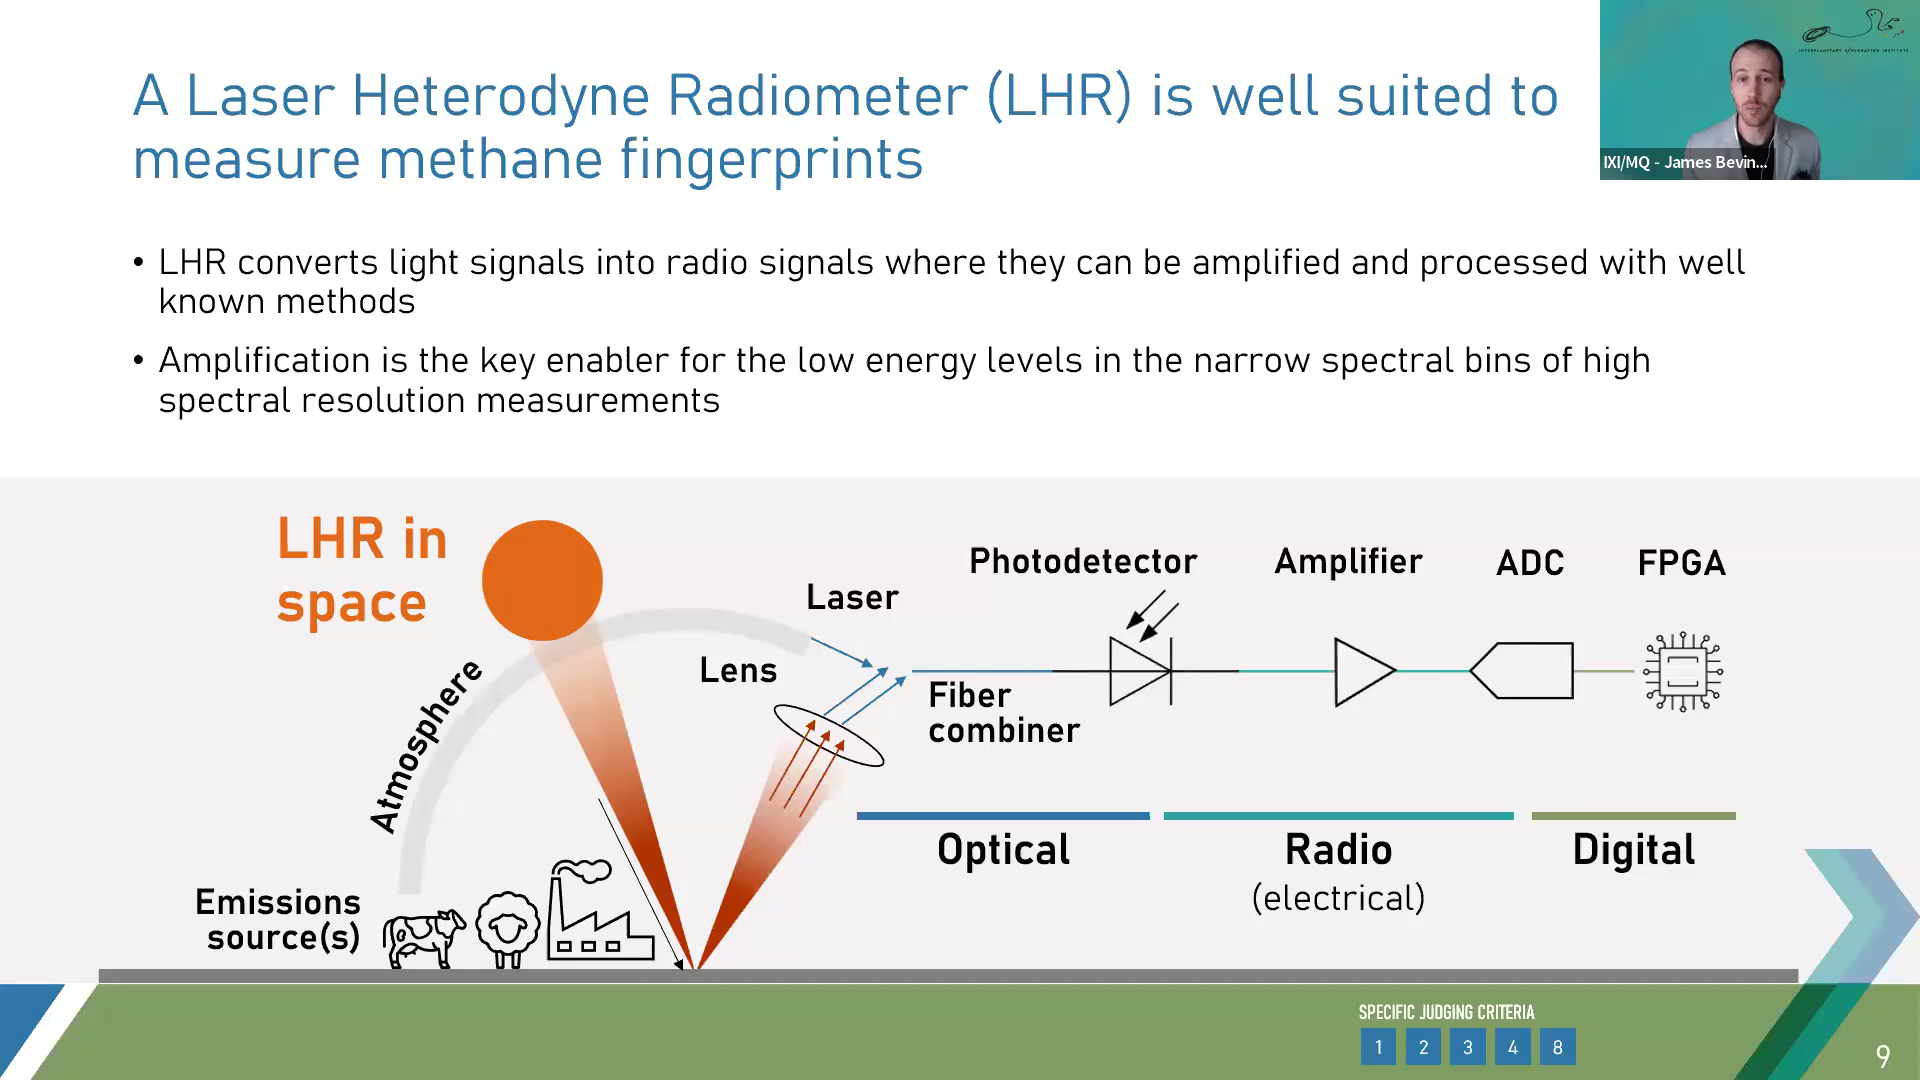 A Laser Heterodyne Radiometer (LHR) is well suited to
measure methane fingerprints
INTERPLANETARY EXPLORATION INSTITUTE
IXI/MQ - James Bevin...
• LHR converts light signals into radio signals where they can be amplified and processed with well
known methods
• Amplification is the key enabler for the low energy levels in the narrow spectral bins of high
spectral resolution measurements
LHR in
space
Atmosphere
Emissions
source(s)
Laser
Lens
Fiber
combiner
Photodetector
Amplifier
ADC
FPGA
Optical
Radio
(electrical)
Digital
SPECIFIC JUDGING CRITERIA
1 2 3 4 8
9